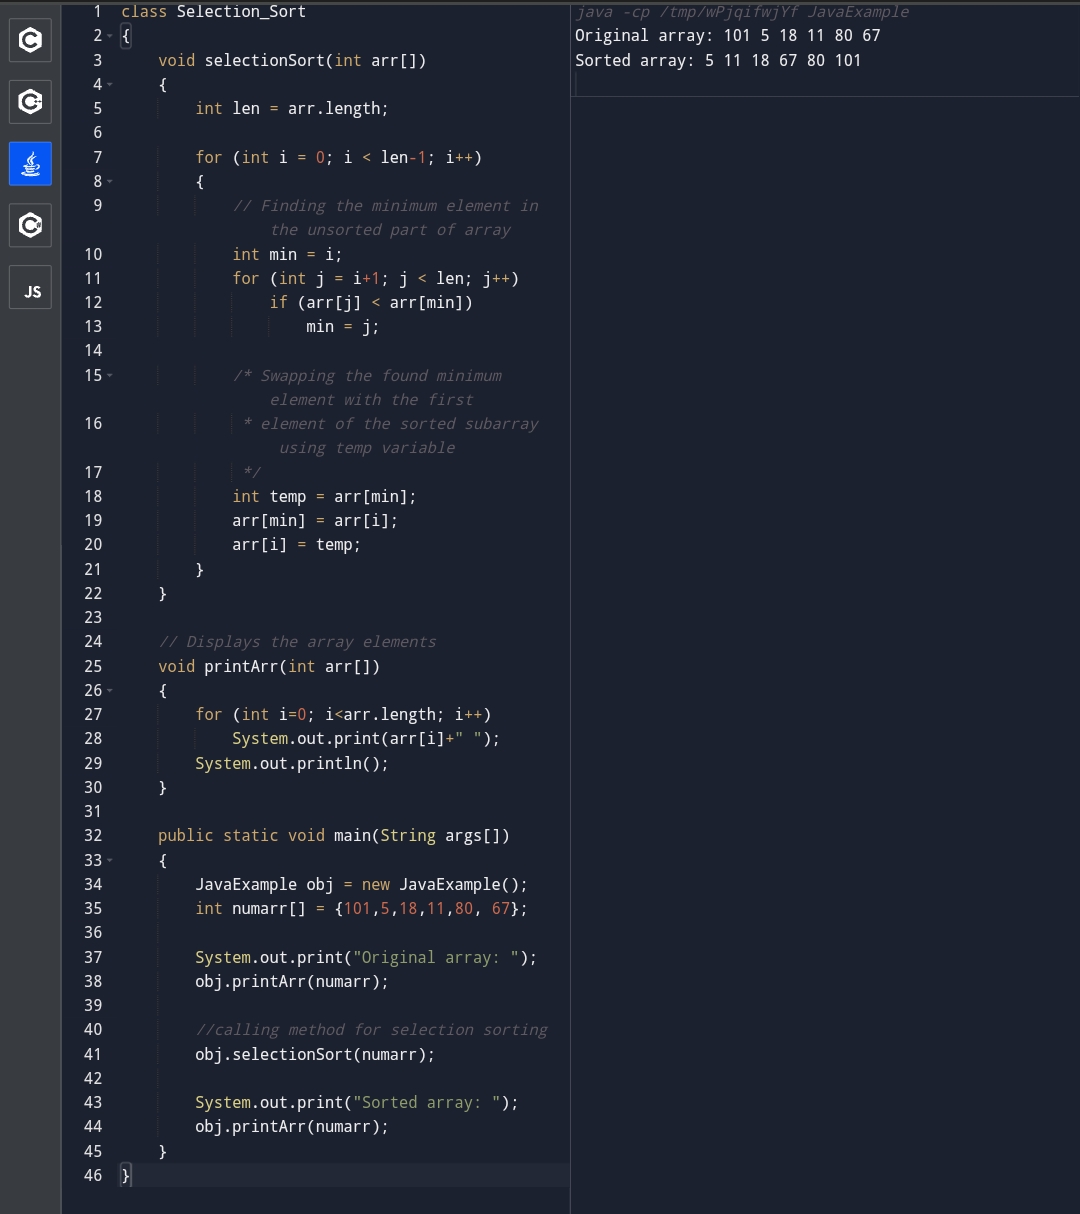 JS
1 class Selection_Sort
2 {
3 void selectionSort(int arr[])
4 {
5 int len = arr.length;
6
7 for (int i = 0; i < len-1; i++)
8 {
9 // Finding the minimum element in
the unsorted part of array
10 int min = i;
11 for (int j = i+1; j < len; j++)
12 if (arr[j] < arr[min])
13 min = j;
14
15 /* Swapping the found minimum
element with the first
16 * element of the sorted subarray
using temp variable
17 */
18 int temp = arr[min];
19 arr[min] = arr[i];
20 arr[i] = temp;
21 }
22 }
23
24 // Displays the array elements
25 void printArr(int arr[])
26 {
27 for (int i=0; i<arr.length; i++)
28 System.out.print(arr[i]+" ");
29 System.out.println();
30 }
31
32 public static void main(String args[])
33 {
34 JavaExample obj = new JavaExample();
35 int numarr[] = {101,5,18,11,80, 67};
36
37 System.out.print("Original array: ");
38 obj.printArr(numarr);
39
40 //calling method for selection sorting
41 obj.selectionSort(numarr);
42
43 System.out.print("Sorted array: ");
44 obj.printArr(numarr);
45 }
46 }
java -cp /tmp/wPjqifwjYf JavaExample
Original array: 101 5 18 11 80 67
Sorted array: 5 11 18 67 80 101